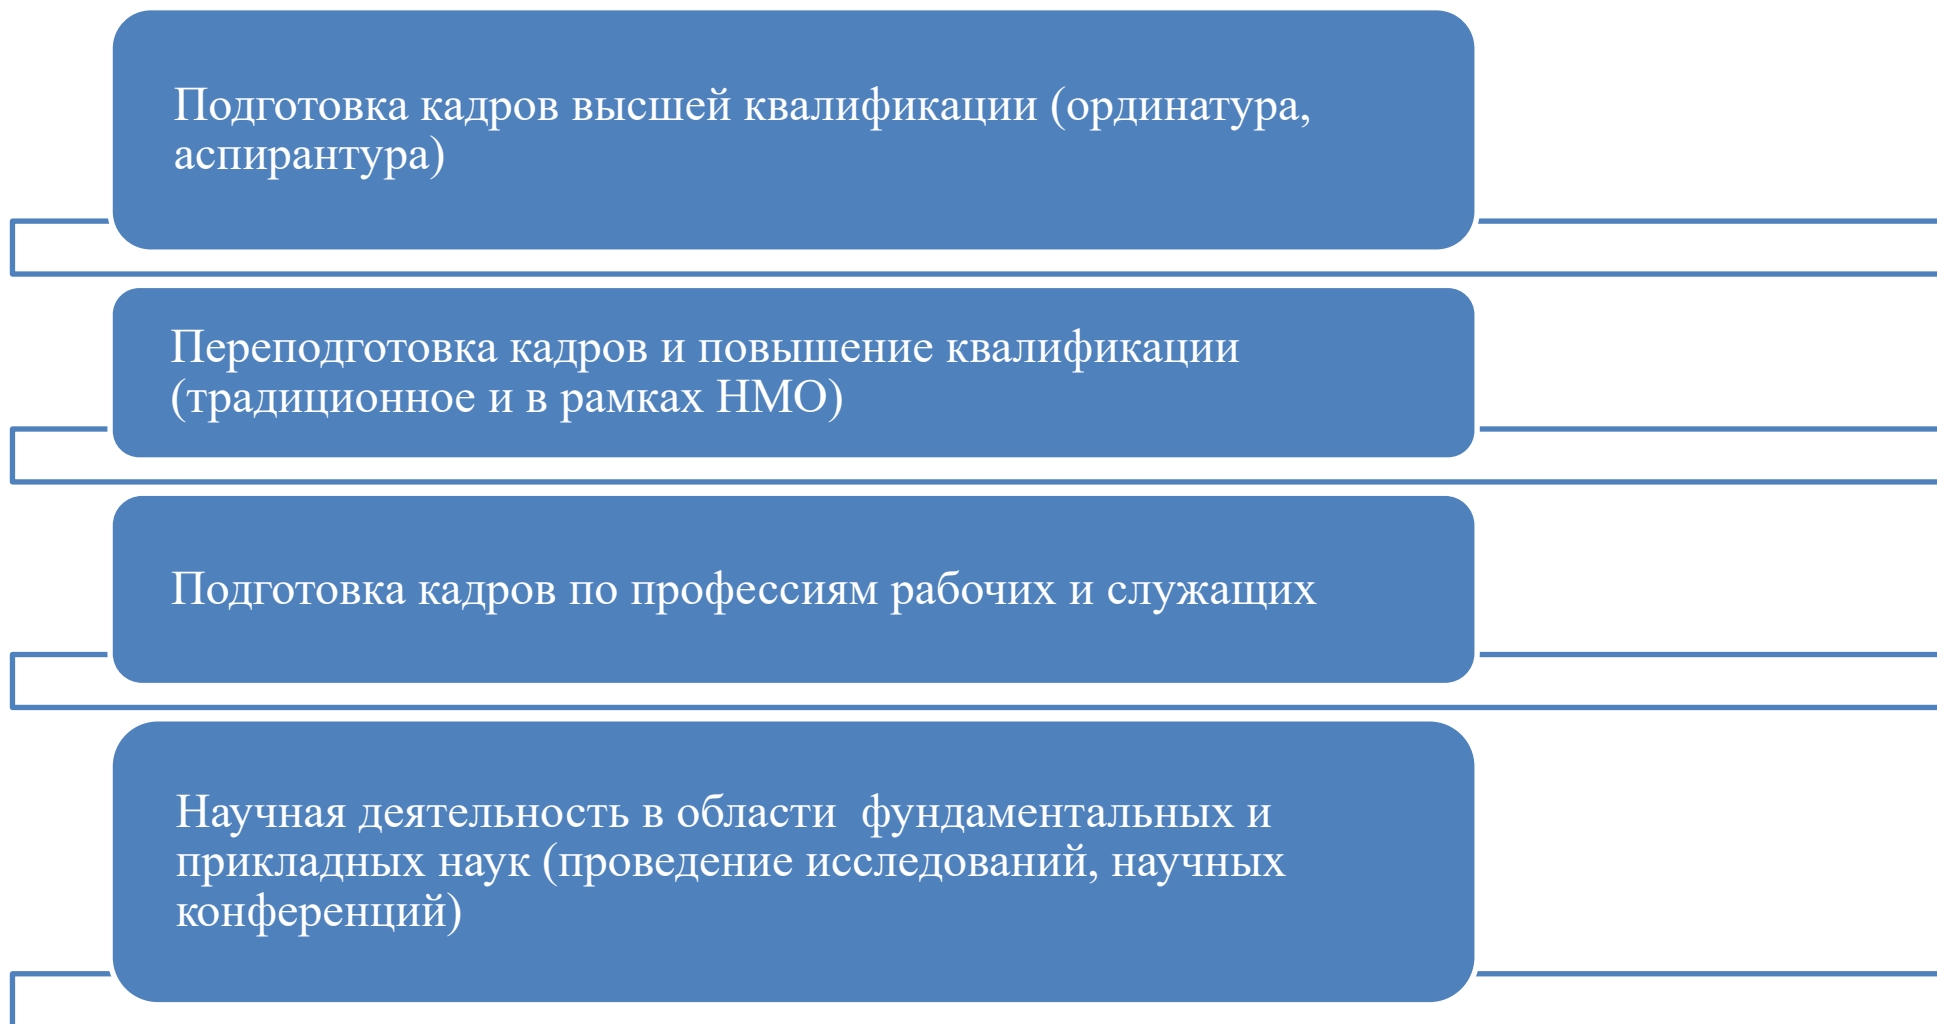 Подготовка кадров высшей квалификации (ординатура,
аспирантура)
Переподготовка кадров и повышение квалификации
(традиционное и в рамках НМО)
Подготовка кадров по профессиям рабочих и служащих
Научная деятельность в области  фундаментальных и
прикладных наук (проведение исследований, научных
конференций)